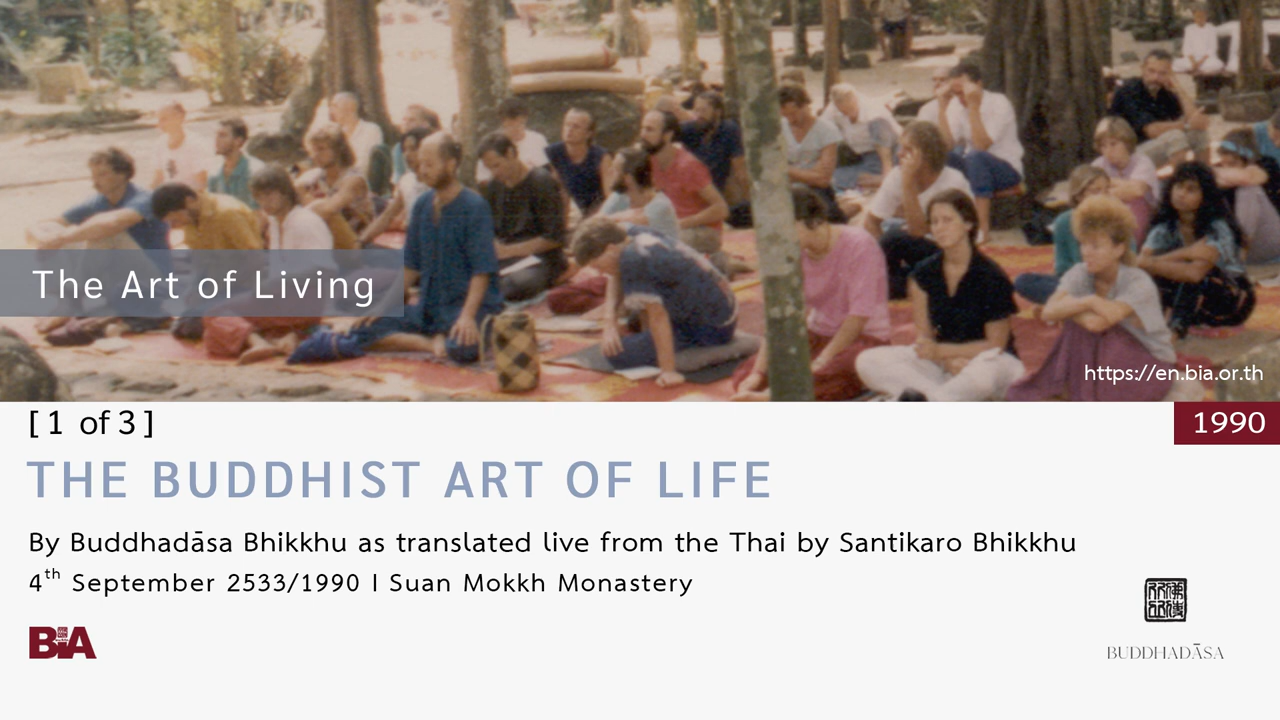 The Art of Living
https://en.bia.or.th
[ 1 of 3 ]
1990
THE BUDDHIST ART OF LIFE
By Buddhadāsa Bhikkhu as translated live from the Thai by Santikaro Bhikkhu
4th September 2533/1990 I Suan Mokkh Monastery
BIA
BUDDHADĀSA